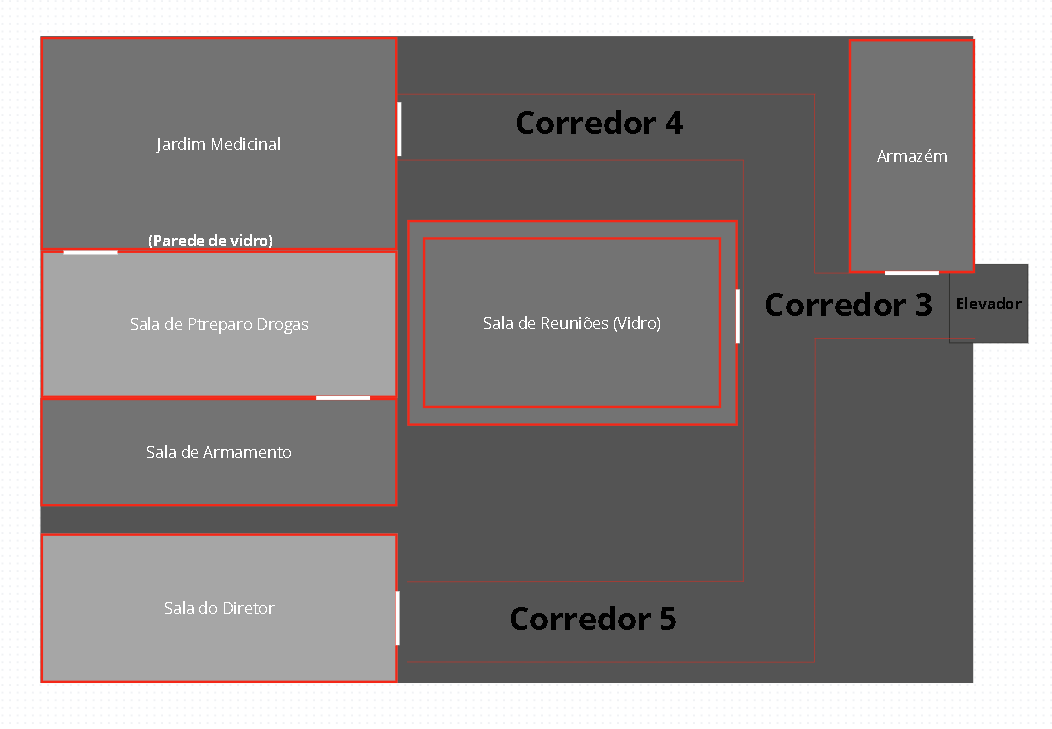 Corredor 4
Jardim Medicinal
Armazém
(Parede de vidro)
Corredor 3
Elevador
Sala de Ptreparo Drogas
Sala de Reuniões (Vidro)
Sala de Armamento
Sala do Diretor
Corredor 5